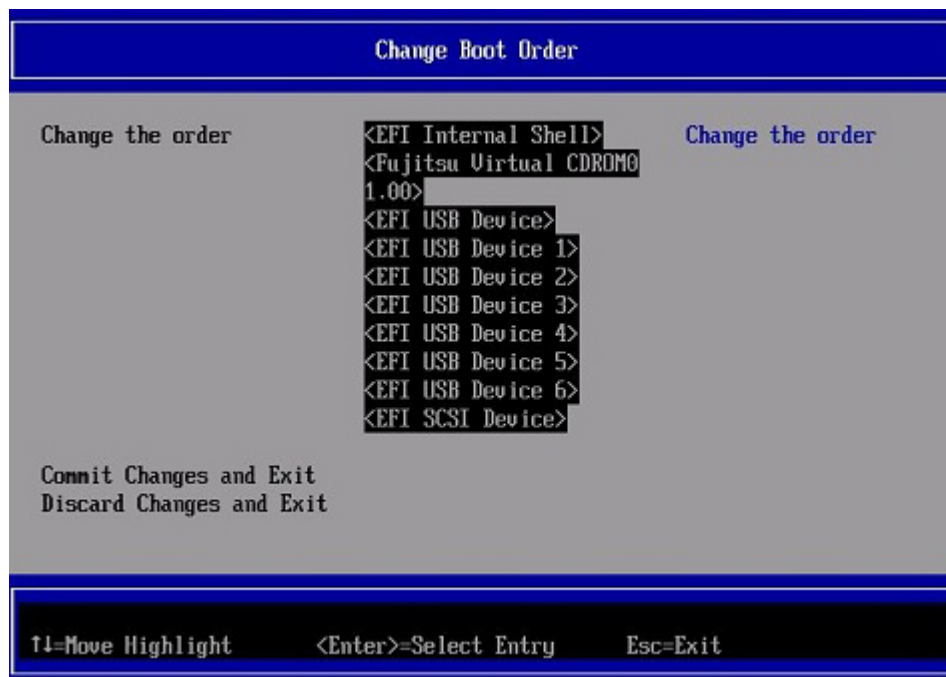 Change Boot Order
Change the order <EFI Internal Shell> Change the order
<Fujitsu Virtual CDROM0
1.00>
<EFI USB Device>
<EFI USB Device 1>
<EFI USB Device 2>
<EFI USB Device 3>
<EFI USB Device 4>
<EFI USB Device 5>
<EFI USB Device 6>
<EFI SCSI Device>
Commit Changes and Exit
Discard Changes and Exit
↑↓=Move Highlight <Enter>=Select Entry Esc=Exit